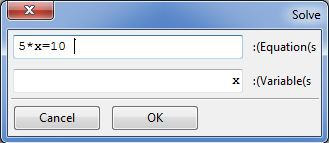 Solve
5*x=10 :(Equation(s
x :(Variable(s
Cancel OK